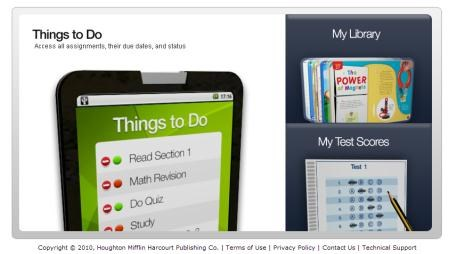 Things to Do
Access all assignments, their due dates, and status
17:16
Things to Do
Read Section 1
Math Revision
Do Quiz
Study
My Library
The
POWER
of Magnets
My Test Scores
Test 1
Copyright © 2010, Houghton Mifflin Harcourt Publishing Co. | Terms of Use | Privacy Policy | Contact Us | Technical Support